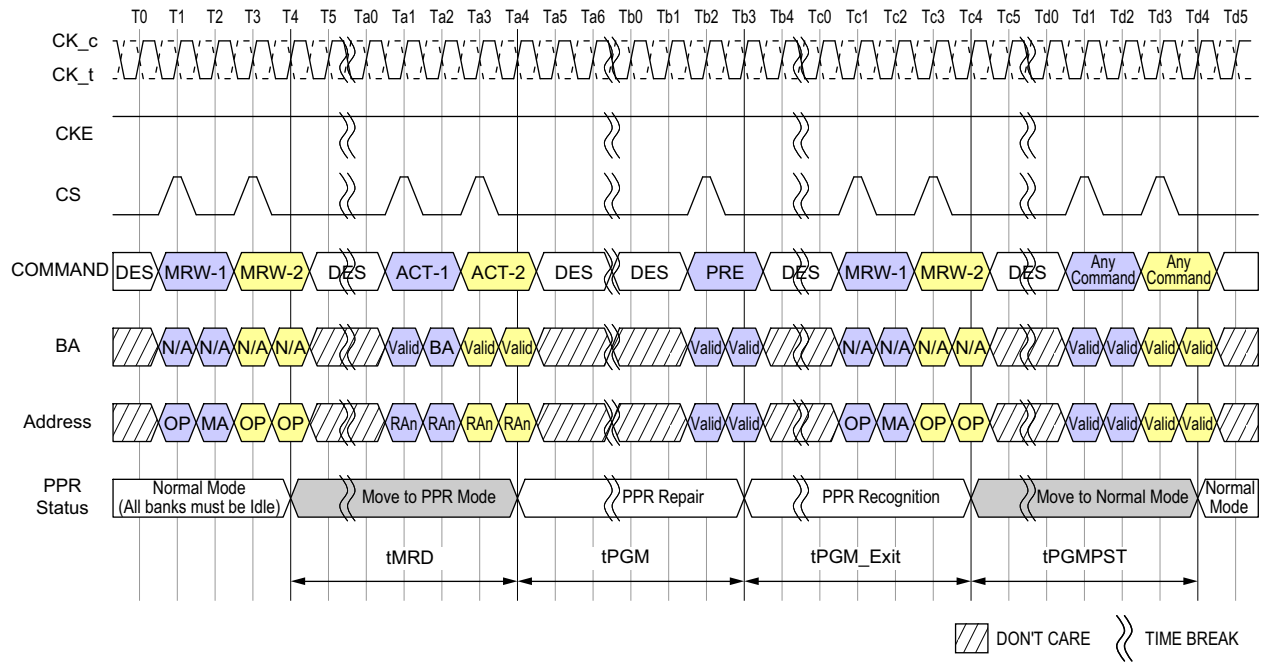 T0 T1 T2 T3 T4 T5 Ta0 Ta1 Ta2 Ta3 Ta4 Ta5 Ta6 Tb0 Tb1 Tb2 Tb3 Tb4 Tc0 Tc1 Tc2 Tc3 Tc4 Tc5 Td0 Td1 Td2 Td3 Td4 Td5
CK_c
CK_t
CKE
CS
COMMAND DES MRW-1 MRW-2 DES ACT-1 ACT-2 DES DES PRE DES MRW-1 MRW-2 DES Any Command Any Command
BA N/A N/A N/A N/A Valid BA Valid Valid Valid Valid N/A N/A N/A N/A Valid Valid Valid Valid
Address OP MA OP OP RAn RAn RAn RAn Valid Valid OP MA OP OP Valid Valid Valid Valid
PPR
Status
Normal Mode
(All banks must be Idle)
Move to PPR Mode
PPR Repair
PPR Recognition
Move to Normal Mode
Normal
Mode
tMRD tPGM tPGM_Exit tPGMPST
DON'T CARE TIME BREAK